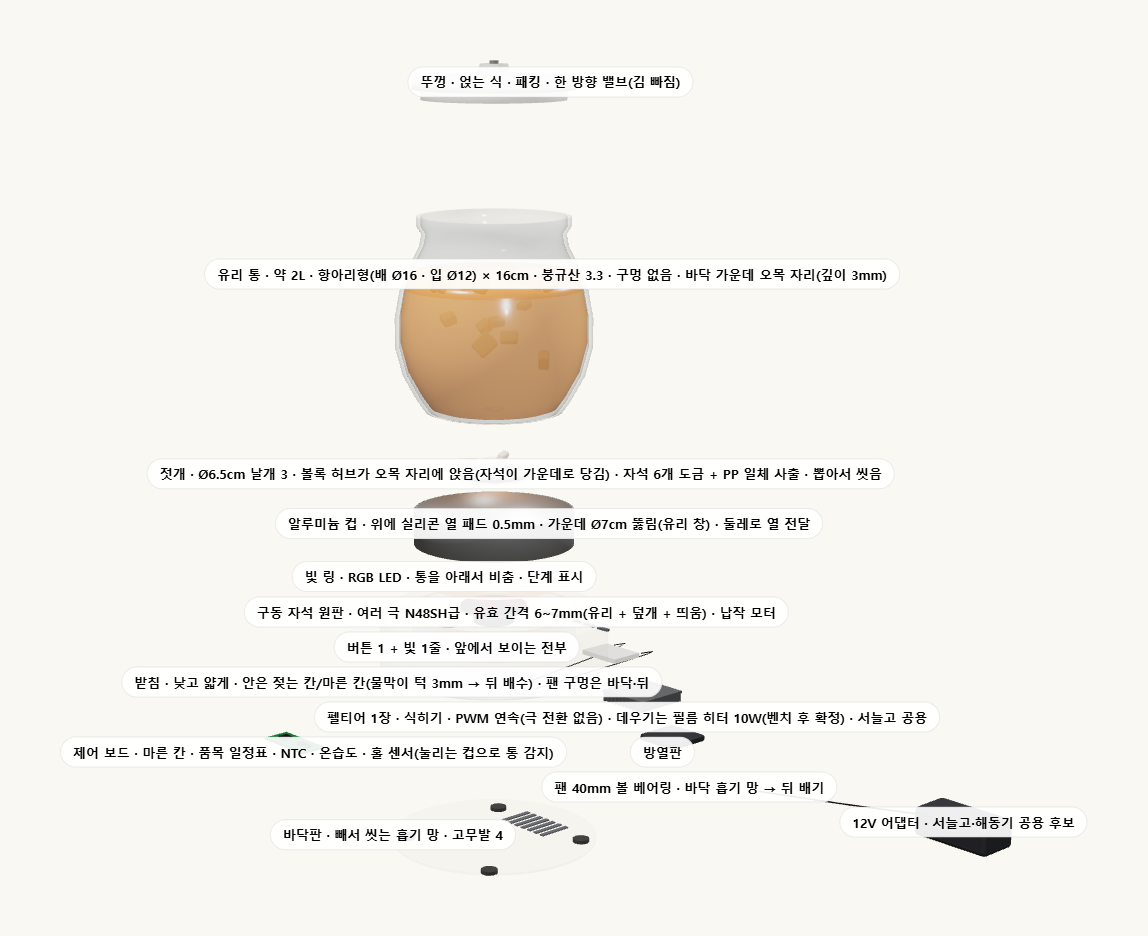 뚜껑 · 얹는 식 · 패킹 · 한 방향 밸브(김 빠짐)
유리 통 · 약 2L · 항아리형(배 Ø16 · 입 Ø12) × 16cm · 붕규산 3.3 · 구멍 없음 · 바닥 가운데 오목 자리(깊이 3mm)
젓개 · Ø6.5cm 날개 3 · 볼록 허브가 오목 자리에 앉음(자석이 가운데로 당김) · 자석 6개 도금 + PP 일체 사출 · 뽑아서 씻음
알루미늄 컵 · 위에 실리콘 열 패드 0.5mm · 가운데 Ø7cm 뚫림(유리 창) · 둘레로 열 전달
빛 링 · RGB LED · 통을 아래서 비춤 · 단계 표시
구동 자석 원판 · 여러 극 N48SH급 · 유효 간격 6~7mm(유리 + 덮개 + 띄움) · 납작 모터
버튼 1 + 빛 1줄 · 앞에서 보이는 전부
받침 · 낮고 얇게 · 안은 젖는 칸/마른 칸(물막이 턱 3mm → 뒤 배수) · 팬 구멍은 바닥·뒤
펠티어 1장 · 식히기 · PWM 연속(극 전환 없음) · 데우기는 필름 히터 10W(벤치 후 확정) · 서늘고 공용
제어 보드 · 마른 칸 · 품목 일정표 · NTC · 온습도 · 홀 센서(눌리는 컵으로 통 감지)
방열판
팬 40mm 볼 베어링 · 바닥 흡기 망 → 뒤 배기
12V 어댑터 · 서늘고·해동기 공용 후보
바닥판 · 빼서 씻는 흡기 망 · 고무발 4